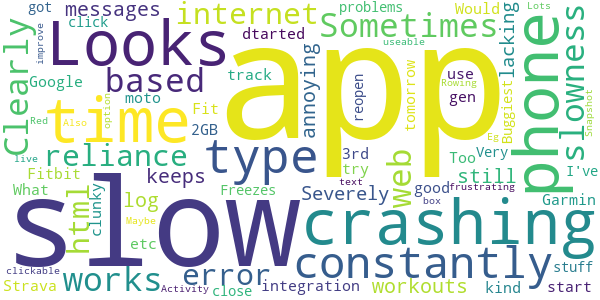 got
messages
internet
Sometimes
problems
Would
Lots
improve
click
dtarted
useable
Clearly
Looks
app
phone
slowness
lacking
Google
based
track
annoying
reopen
tomorrow
use
gen
Buggiest
Rowing
moto
Also
option
time
Fit
2GB
Red
Snapshot
Eg
reliance
type
3rd
try
web
still
Too
Very
I've
live
Fitbit
keeps
What
html
clunky
log
Freezes
Severely
text
good
box
frustrating
Garmin
slow
crashing
Maybe
etc
constantly
clickable
works
error
Strava
Activity
close
integration
workouts
kind
stuff
start